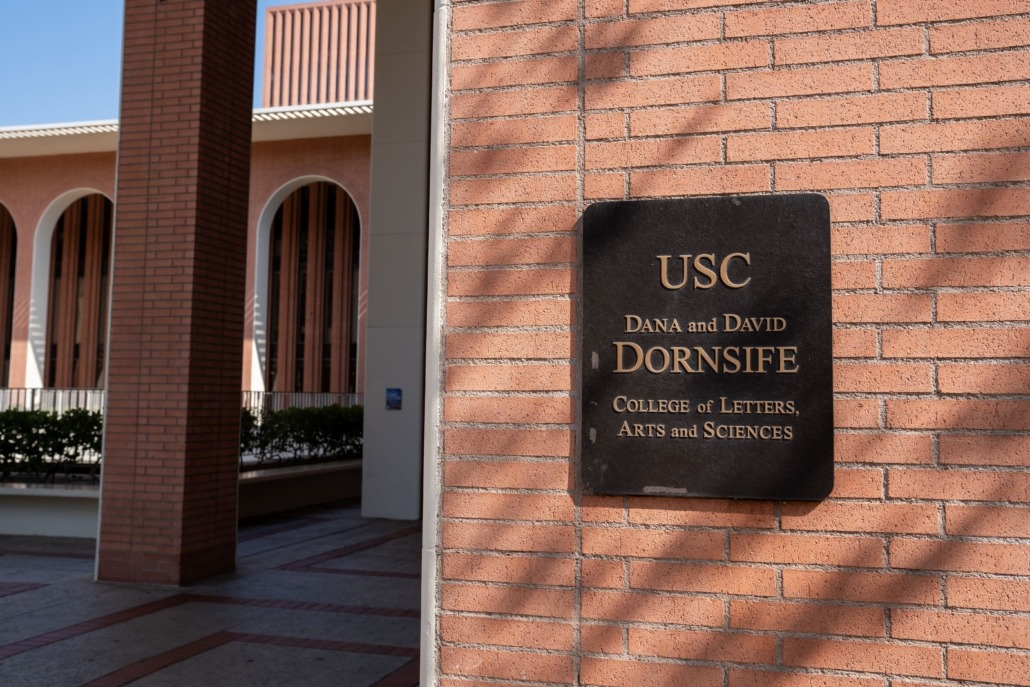 USC
DANA and DAVID
DORNSIFE
COLLEGE of LETTERS,
ARTS and SCIENCES